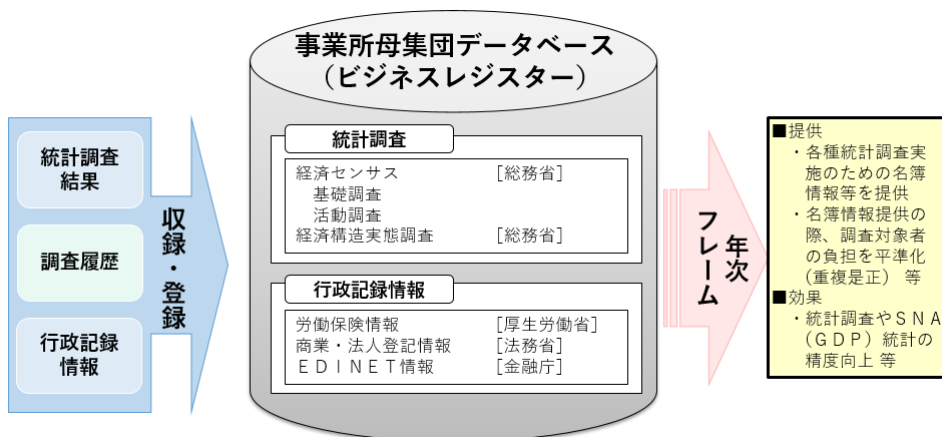 事業所母集団データベース
（ビジネスレジスター）
統計調査
結果
調査履歴
行政記録
情報
収録・登録
統計調査
経済センサス ［総務省］
基礎調査
活動調査
経済構造実態調査 ［総務省］
行政記録情報
労働保険情報 ［厚生労働省］
商業・法人登記情報 ［法務省］
ＥＤＩＮＥＴ情報 ［金融庁］
年次
フレーム
■提供
・各種統計調査実
施のための名簿
情報等を提供
・名簿情報提供の
際、調査対象者
の負担を平準化
(重複是正) 等
■効果
・統計調査やＳＮＡ
（ＧＤＰ）統計の
精度向上 等